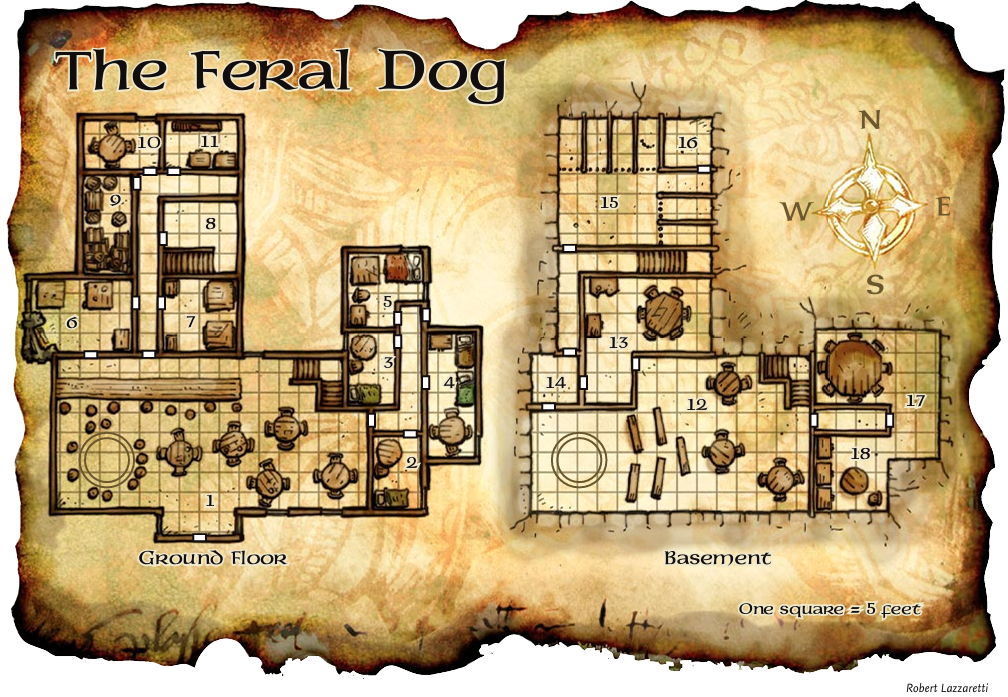 The Feral Dog
10
11
9
8
6
7
5
3
4
2
1
Ground Floor
16
15
13
14
12
17
18
Basement
N
W
E
S
One square = 5 feet
Robert Lazzaretti